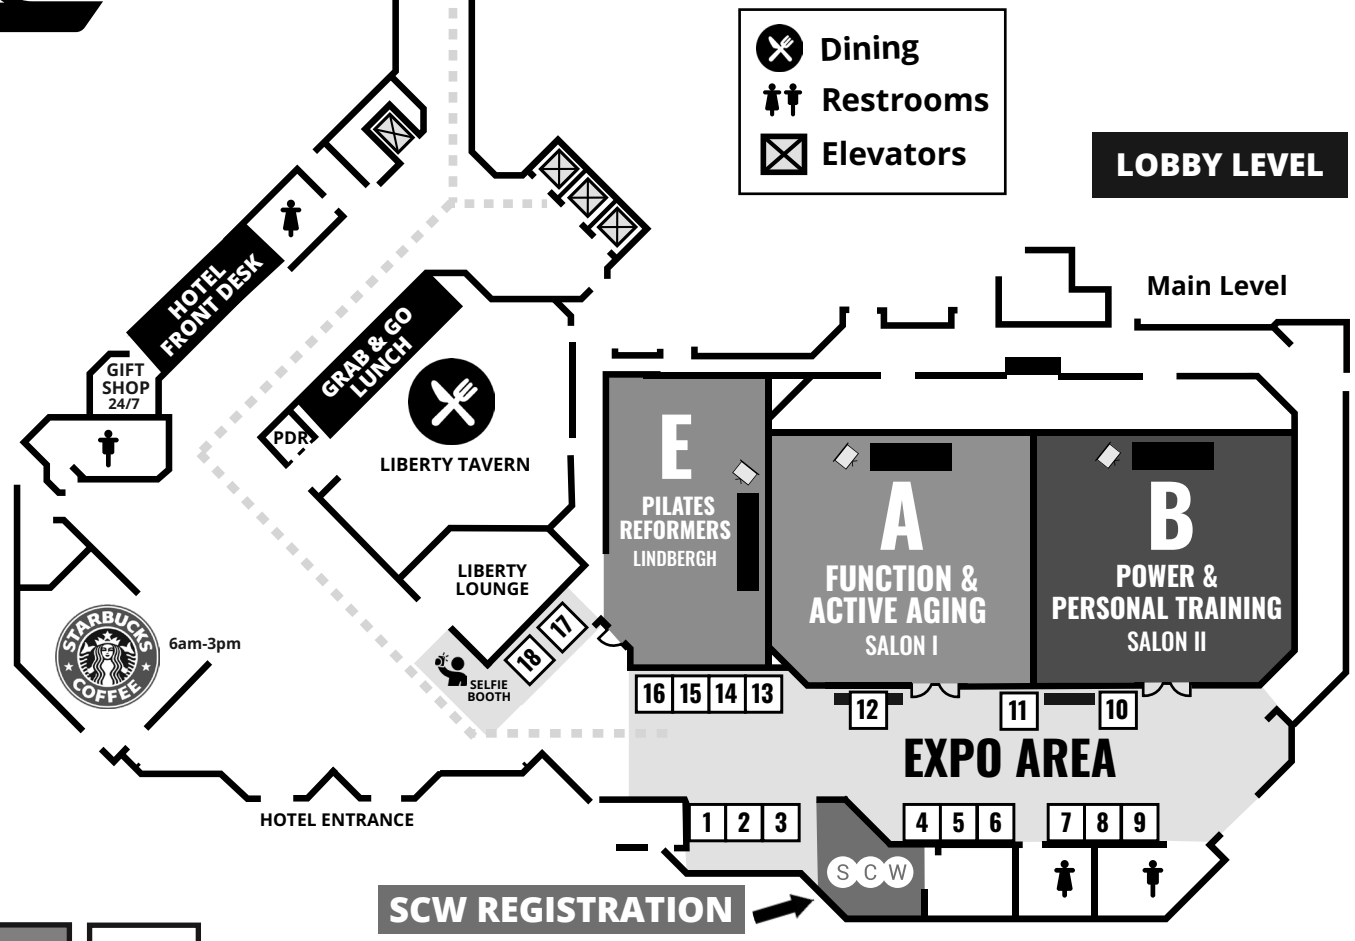 Dining
Restrooms
Elevators
LOBBY LEVEL
Main Level
HOTEL
FRONT DESK
GIFT
SHOP
24/7
GRAB & GO
LUNCH
PDR
LIBERTY TAVERN
LIBERTY
LOUNGE
E
PILATES
REFORMERS
LINDBERGH
A
FUNCTION &
ACTIVE AGING
SALON I
B
POWER &
PERSONAL TRAINING
SALON II
STARBUCKS
COFFEE
6am-3pm
17
18
SELFIE
BOOTH
16 15 14 13
12
11
10
EXPO AREA
1 2 3
4 5 6
7 8 9
HOTEL ENTRANCE
SCW
SCW REGISTRATION